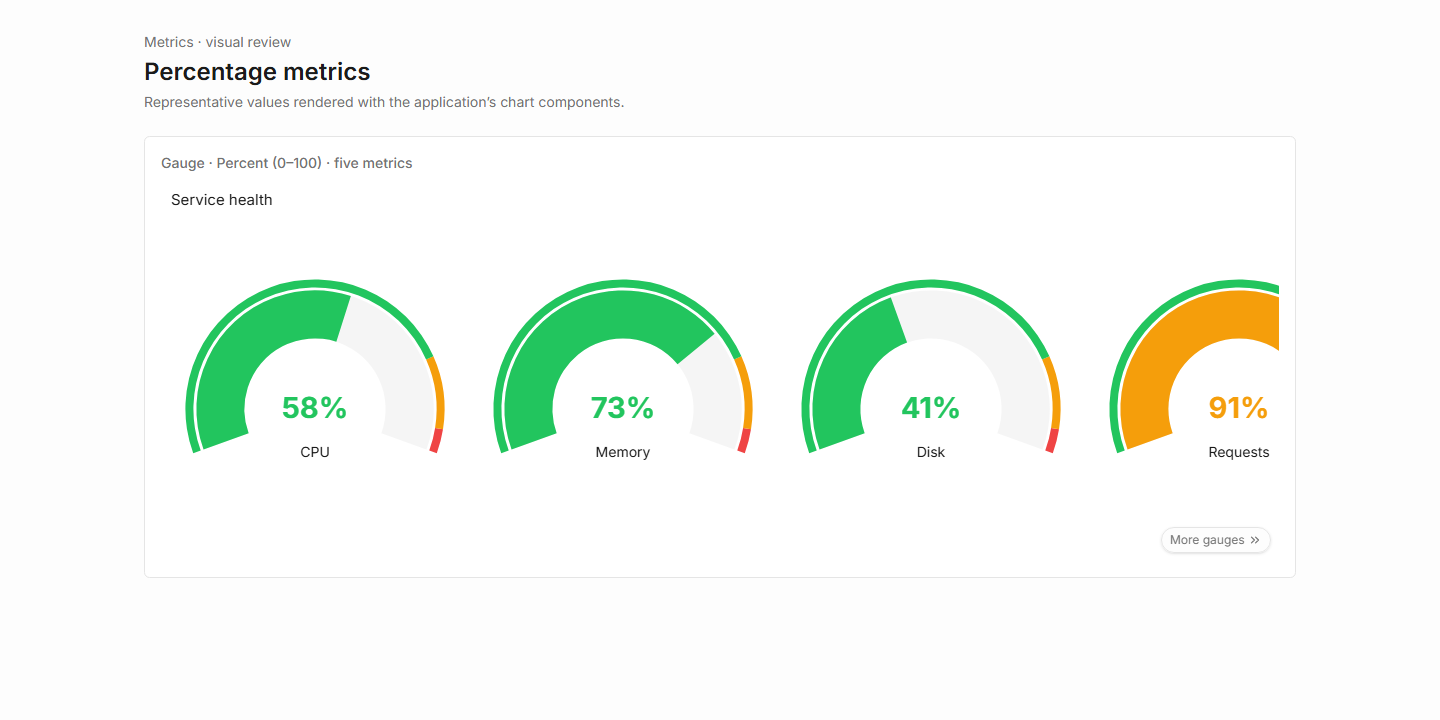 Metrics · visual review
Percentage metrics
Representative values rendered with the application’s chart components.
Gauge · Percent (0–100) · five metrics
Service health
58%
CPU
73%
Memory
41%
Disk
91%
Requests
More gauges »